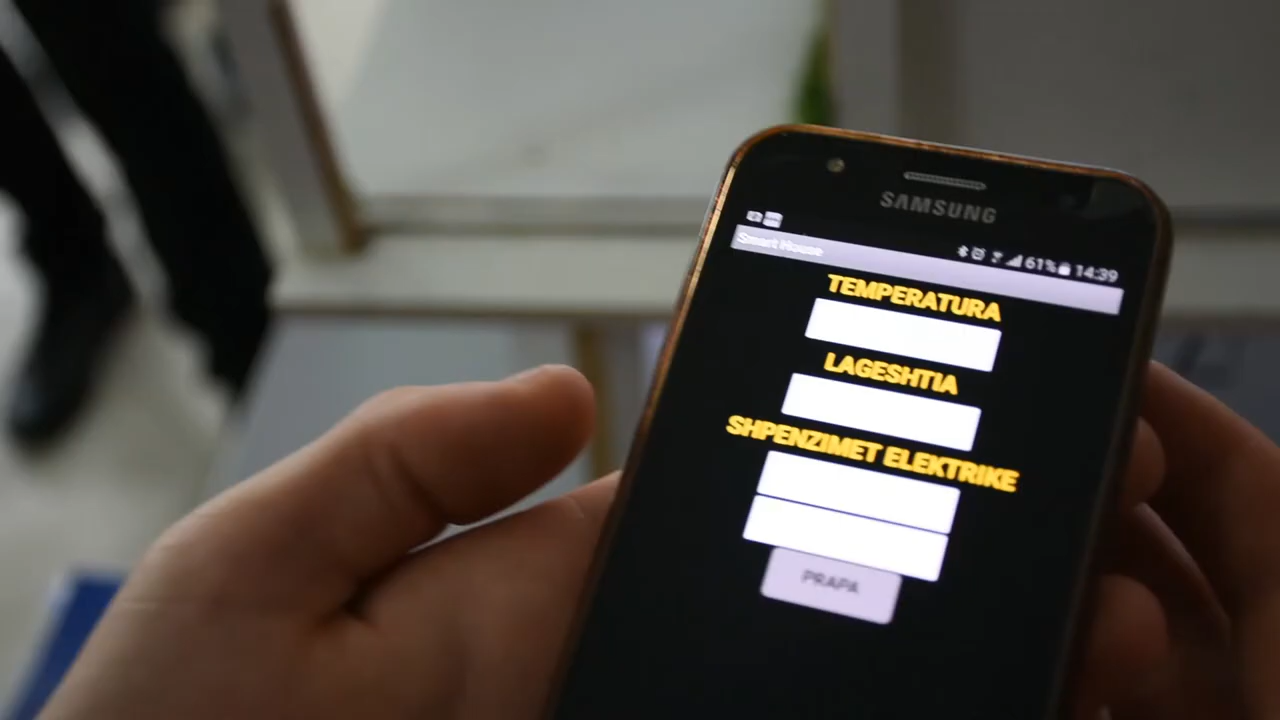 SAMSUNG
61% 14:39
Smart House
TEMPERATURA
LAGESHTIA
SHPENZIMET ELEKTRIKE
PRAPA